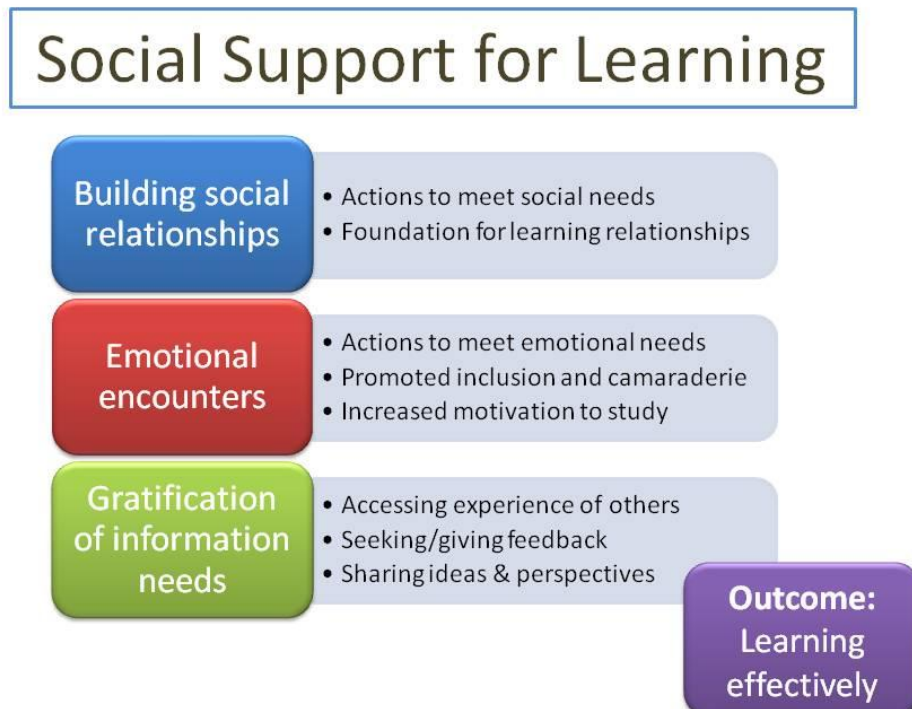 Social Support for Learning
Building social
relationships
• Actions to meet social needs
• Foundation for learning relationships
Emotional
encounters
• Actions to meet emotional needs
• Promoted inclusion and camaraderie
• Increased motivation to study
Gratification
of information
needs
• Accessing experience of others
• Seeking/giving feedback
• Sharing ideas & perspectives
Outcome:
Learning
effectively